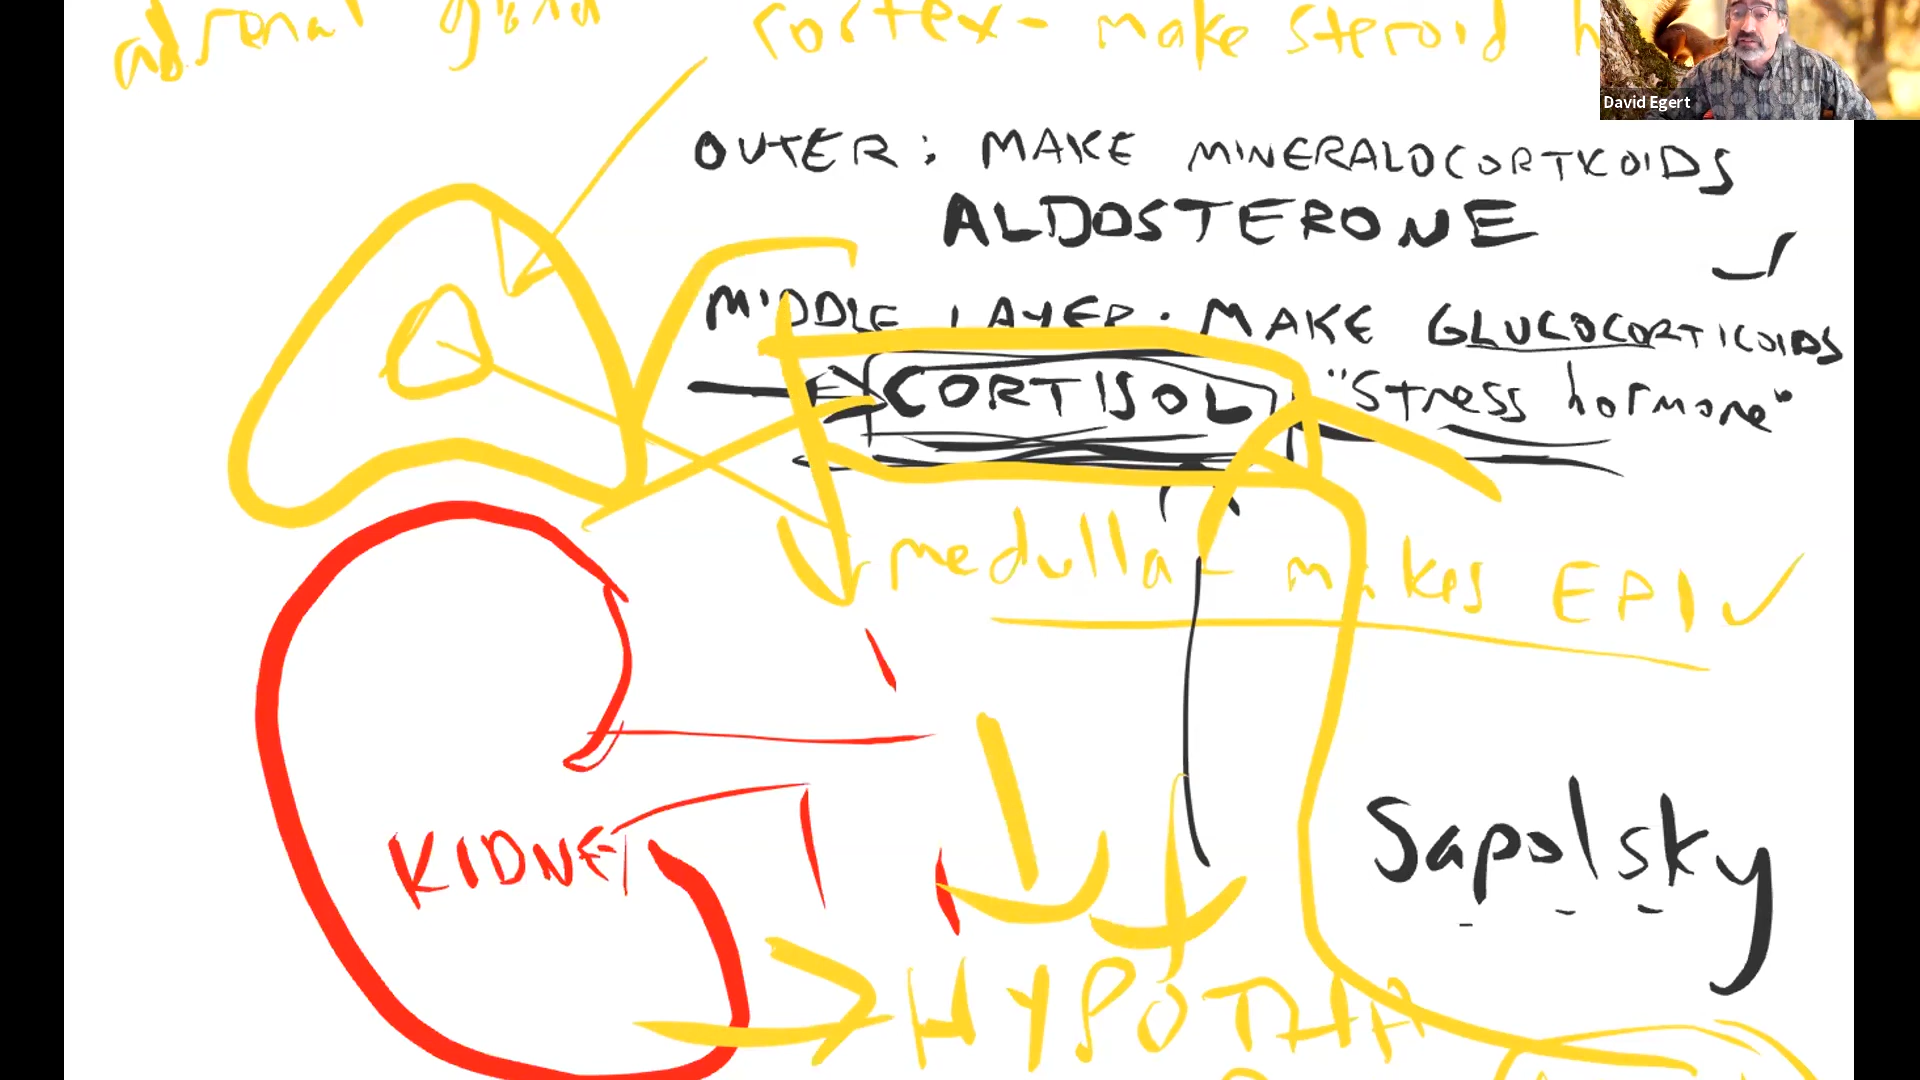 adrenal gland cortex - make steroid h
David Egert
OUTER: MAKE MINERALOCORTICOIDS
ALDOSTERONE
MIDDLE LAYER: MAKE GLUCOCORTICOIDS
CORTISOL "Stress hormone"
medulla - makes EPI
KIDNEY
Sapolsky
HYPOTHA